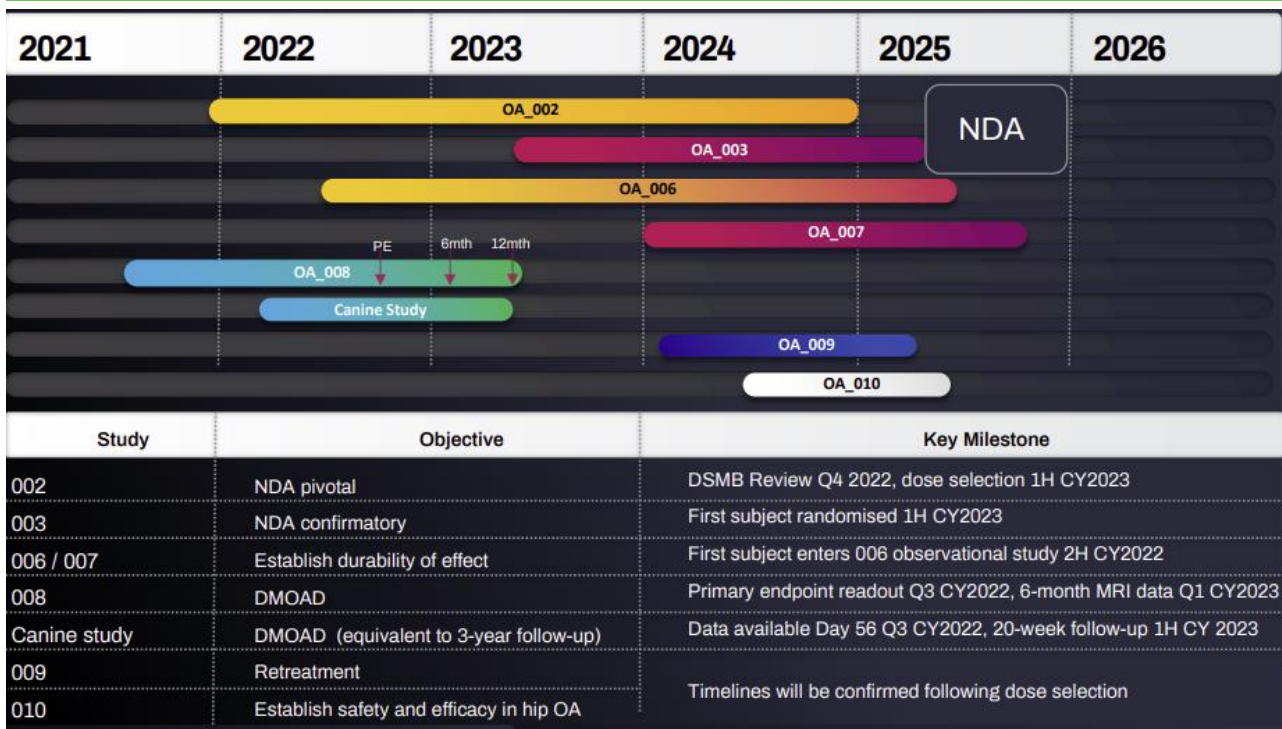 2021 2022 2023 2024 2025 2026
OA_002
NDA
OA_003
OA_006
OA_007
PE 6mth 12mth
OA_008
Canine Study
OA_009
OA_010
Study Objective Key Milestone
002 NDA pivotal DSMB Review Q4 2022, dose selection 1H CY2023
003 NDA confirmatory First subject randomised 1H CY2023
006 / 007 Establish durability of effect First subject enters 006 observational study 2H CY2022
008 DMOAD Primary endpoint readout Q3 CY2022, 6-month MRI data Q1 CY2023
Canine study DMOAD (equivalent to 3-year follow-up) Data available Day 56 Q3 CY2022, 20-week follow-up 1H CY 2023
009 Retreatment
Timelines will be confirmed following dose selection
010 Establish safety and efficacy in hip OA